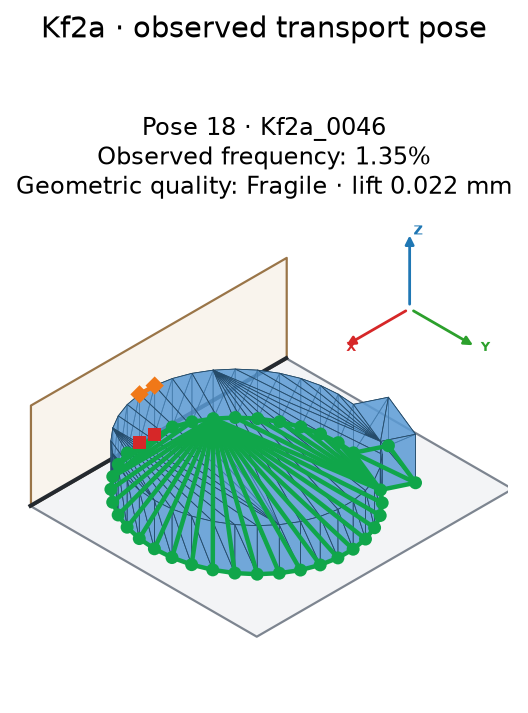 Kf2a · observed transport pose
Pose 18 · Kf2a_0046
Observed frequency: 1.35%
Geometric quality: Fragile · lift 0.022 mm
Z
X
Y